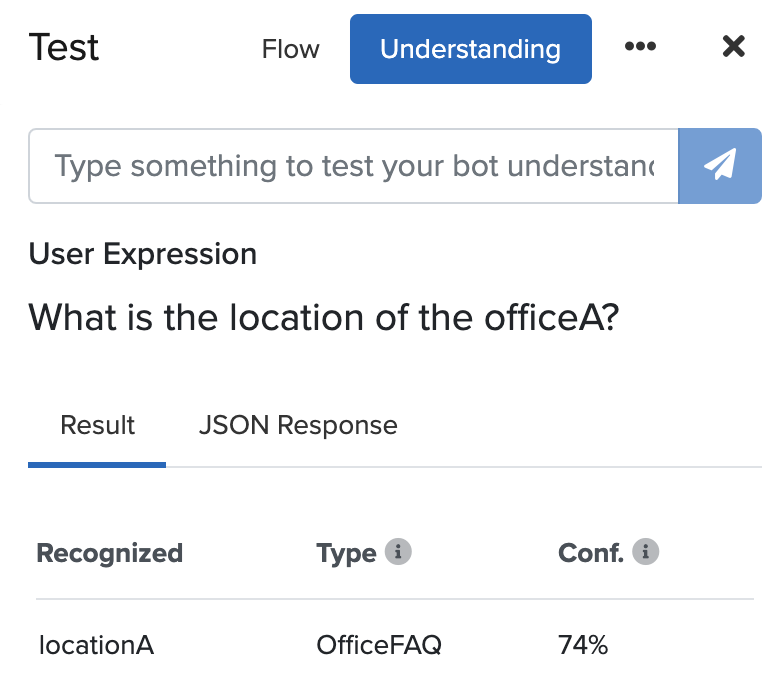 Test Flow Understanding
Type something to test your bot understanc
User Expression
What is the location of the officeA?
Result JSON Response
Recognized Type Conf.
locationA OfficeFAQ 74%